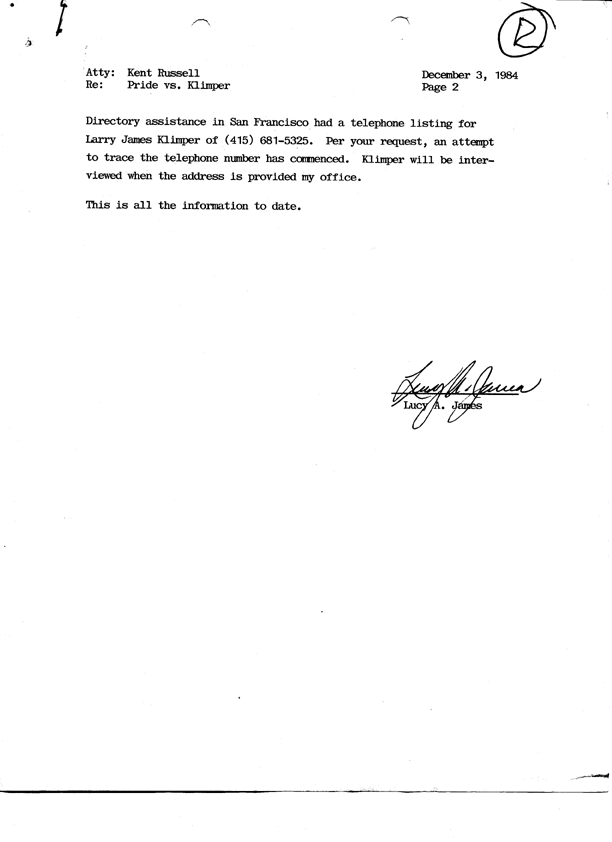 Atty: Kent Russell December 3, 1984
Re: Pride vs. Klimper Page 2
Directory assistance in San Francisco had a telephone listing for
Larry James Klimper of (415) 681-5325. Per your request, an attempt
to trace the telephone number has commenced. Klimper will be inter-
viewed when the address is provided my office.
This is all the information to date.
Lucy A. James
Lucy A. James